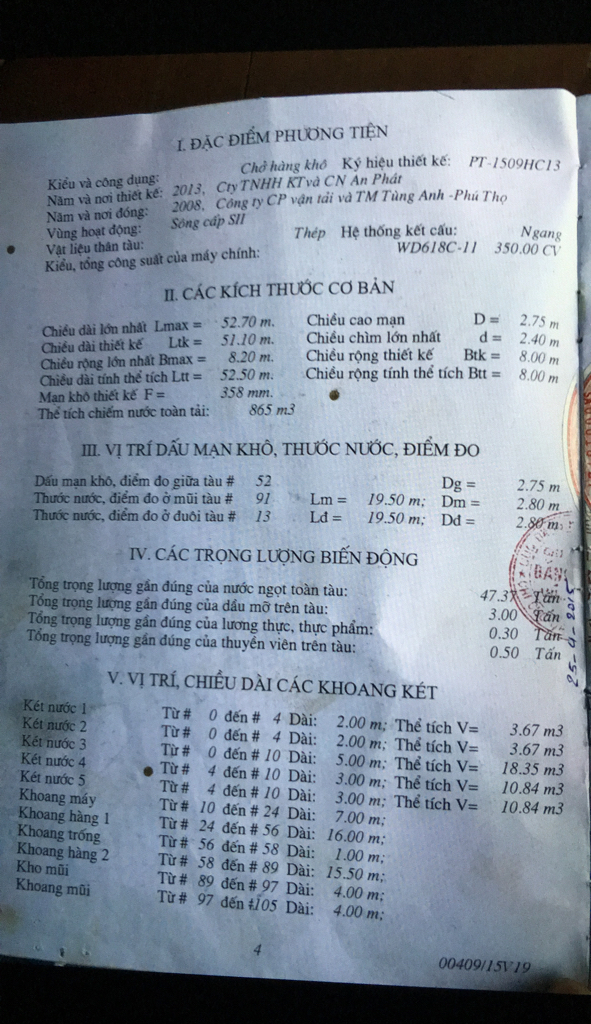 I. ĐẶC ĐIỂM PHƯƠNG TIỆN
Kiểu và công dụng: Chở hàng khô Ký hiệu thiết kế: PT-1509HC13
Năm và nơi thiết kế: 2013, Cty TNHH KT và CN An Phát
Năm và nơi đóng: 2008, Công ty CP vận tải và TM Tùng Anh -Phú Thọ
Vùng hoạt động: Sông cấp SII
Vật liệu thân tàu: Thép Hệ thống kết cấu: Ngang
Kiểu, tổng công suất của máy chính: WD618C-11 350.00 CV
II. CÁC KÍCH THƯỚC CƠ BẢN
Chiều dài lớn nhất Lmax = 52.70 m. Chiều cao mạn D = 2.75 m
Chiều dài thiết kế Ltk = 51.10 m. Chiều chìm lớn nhất d = 2.40 m
Chiều rộng lớn nhất Bmax = 8.20 m. Chiều rộng thiết kế Btk = 8.00 m
Chiều dài tính thể tích Ltt = 52.50 m. Chiều rộng tính thể tích Btt = 8.00 m
Mạn khô thiết kế F = 358 mm.
Thể tích chiếm nước toàn tải: 865 m3
III. VỊ TRÍ DẤU MẠN KHÔ, THƯỚC NƯỚC, ĐIỂM ĐO
Dấu mạn khô, điểm đo giữa tàu # 52 Dg = 2.75 m
Thước nước, điểm đo ở mũi tàu # 91 Lm = 19.50 m; Dm = 2.80 m
Thước nước, điểm đo ở đuôi tàu # 13 Lđ = 19.50 m; Dđ = 2.80 m
IV. CÁC TRỌNG LƯỢNG BIẾN ĐỘNG
Tổng trọng lượng gần đúng của nước ngọt toàn tàu: 47.37 Tấn
Tổng trọng lượng gần đúng của dầu mỡ trên tàu: 3.00 Tấn
Tổng trọng lượng gần đúng của lương thực, thực phẩm: 0.30 Tấn
Tổng trọng lượng gần đúng của thuyền viên trên tàu: 0.50 Tấn
25-9-2015
V. VỊ TRÍ, CHIỀU DÀI CÁC KHOANG KÉT
Két nước 1 Từ # 0 đến # 4 Dài: 2.00 m; Thể tích V= 3.67 m3
Két nước 2 Từ # 0 đến # 4 Dài: 2.00 m; Thể tích V= 3.67 m3
Két nước 3 Từ # 0 đến # 10 Dài: 5.00 m; Thể tích V= 18.35 m3
Két nước 4 Từ # 4 đến # 10 Dài: 3.00 m; Thể tích V= 10.84 m3
Két nước 5 Từ # 4 đến # 10 Dài: 3.00 m; Thể tích V= 10.84 m3
Khoang máy Từ # 10 đến # 24 Dài: 7.00 m;
Khoang hàng 1 Từ # 24 đến # 56 Dài: 16.00 m;
Khoang trống Từ # 56 đến # 58 Dài: 1.00 m;
Khoang hàng 2 Từ # 58 đến # 89 Dài: 15.50 m;
Kho mũi Từ # 89 đến # 97 Dài: 4.00 m;
Khoang mũi Từ # 97 đến #105 Dài: 4.00 m;
4
00409/15V19